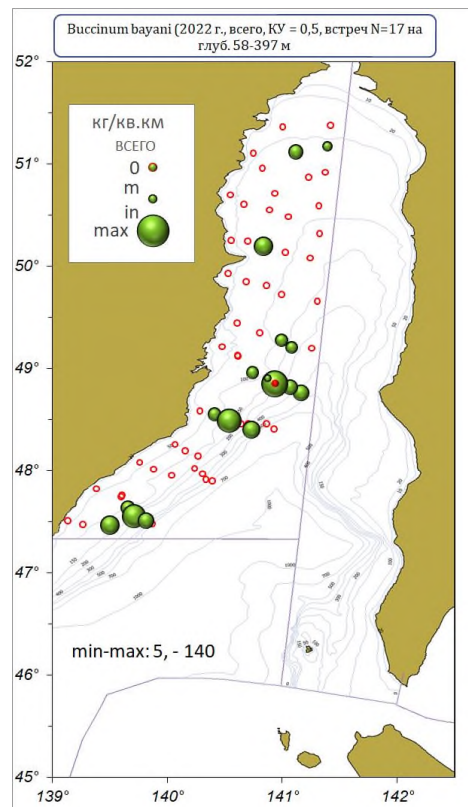 Buccinum bayani (2022 г., всего, КУ = 0,5, встреч N=17 на
глуб. 58-397 м
52°
51°
50°
49°
48°
47°
46°
45°
кг/кв.км
ВСЕГО
0
m
in
max
min-max: 5, - 140
139° 140° 141° 142°